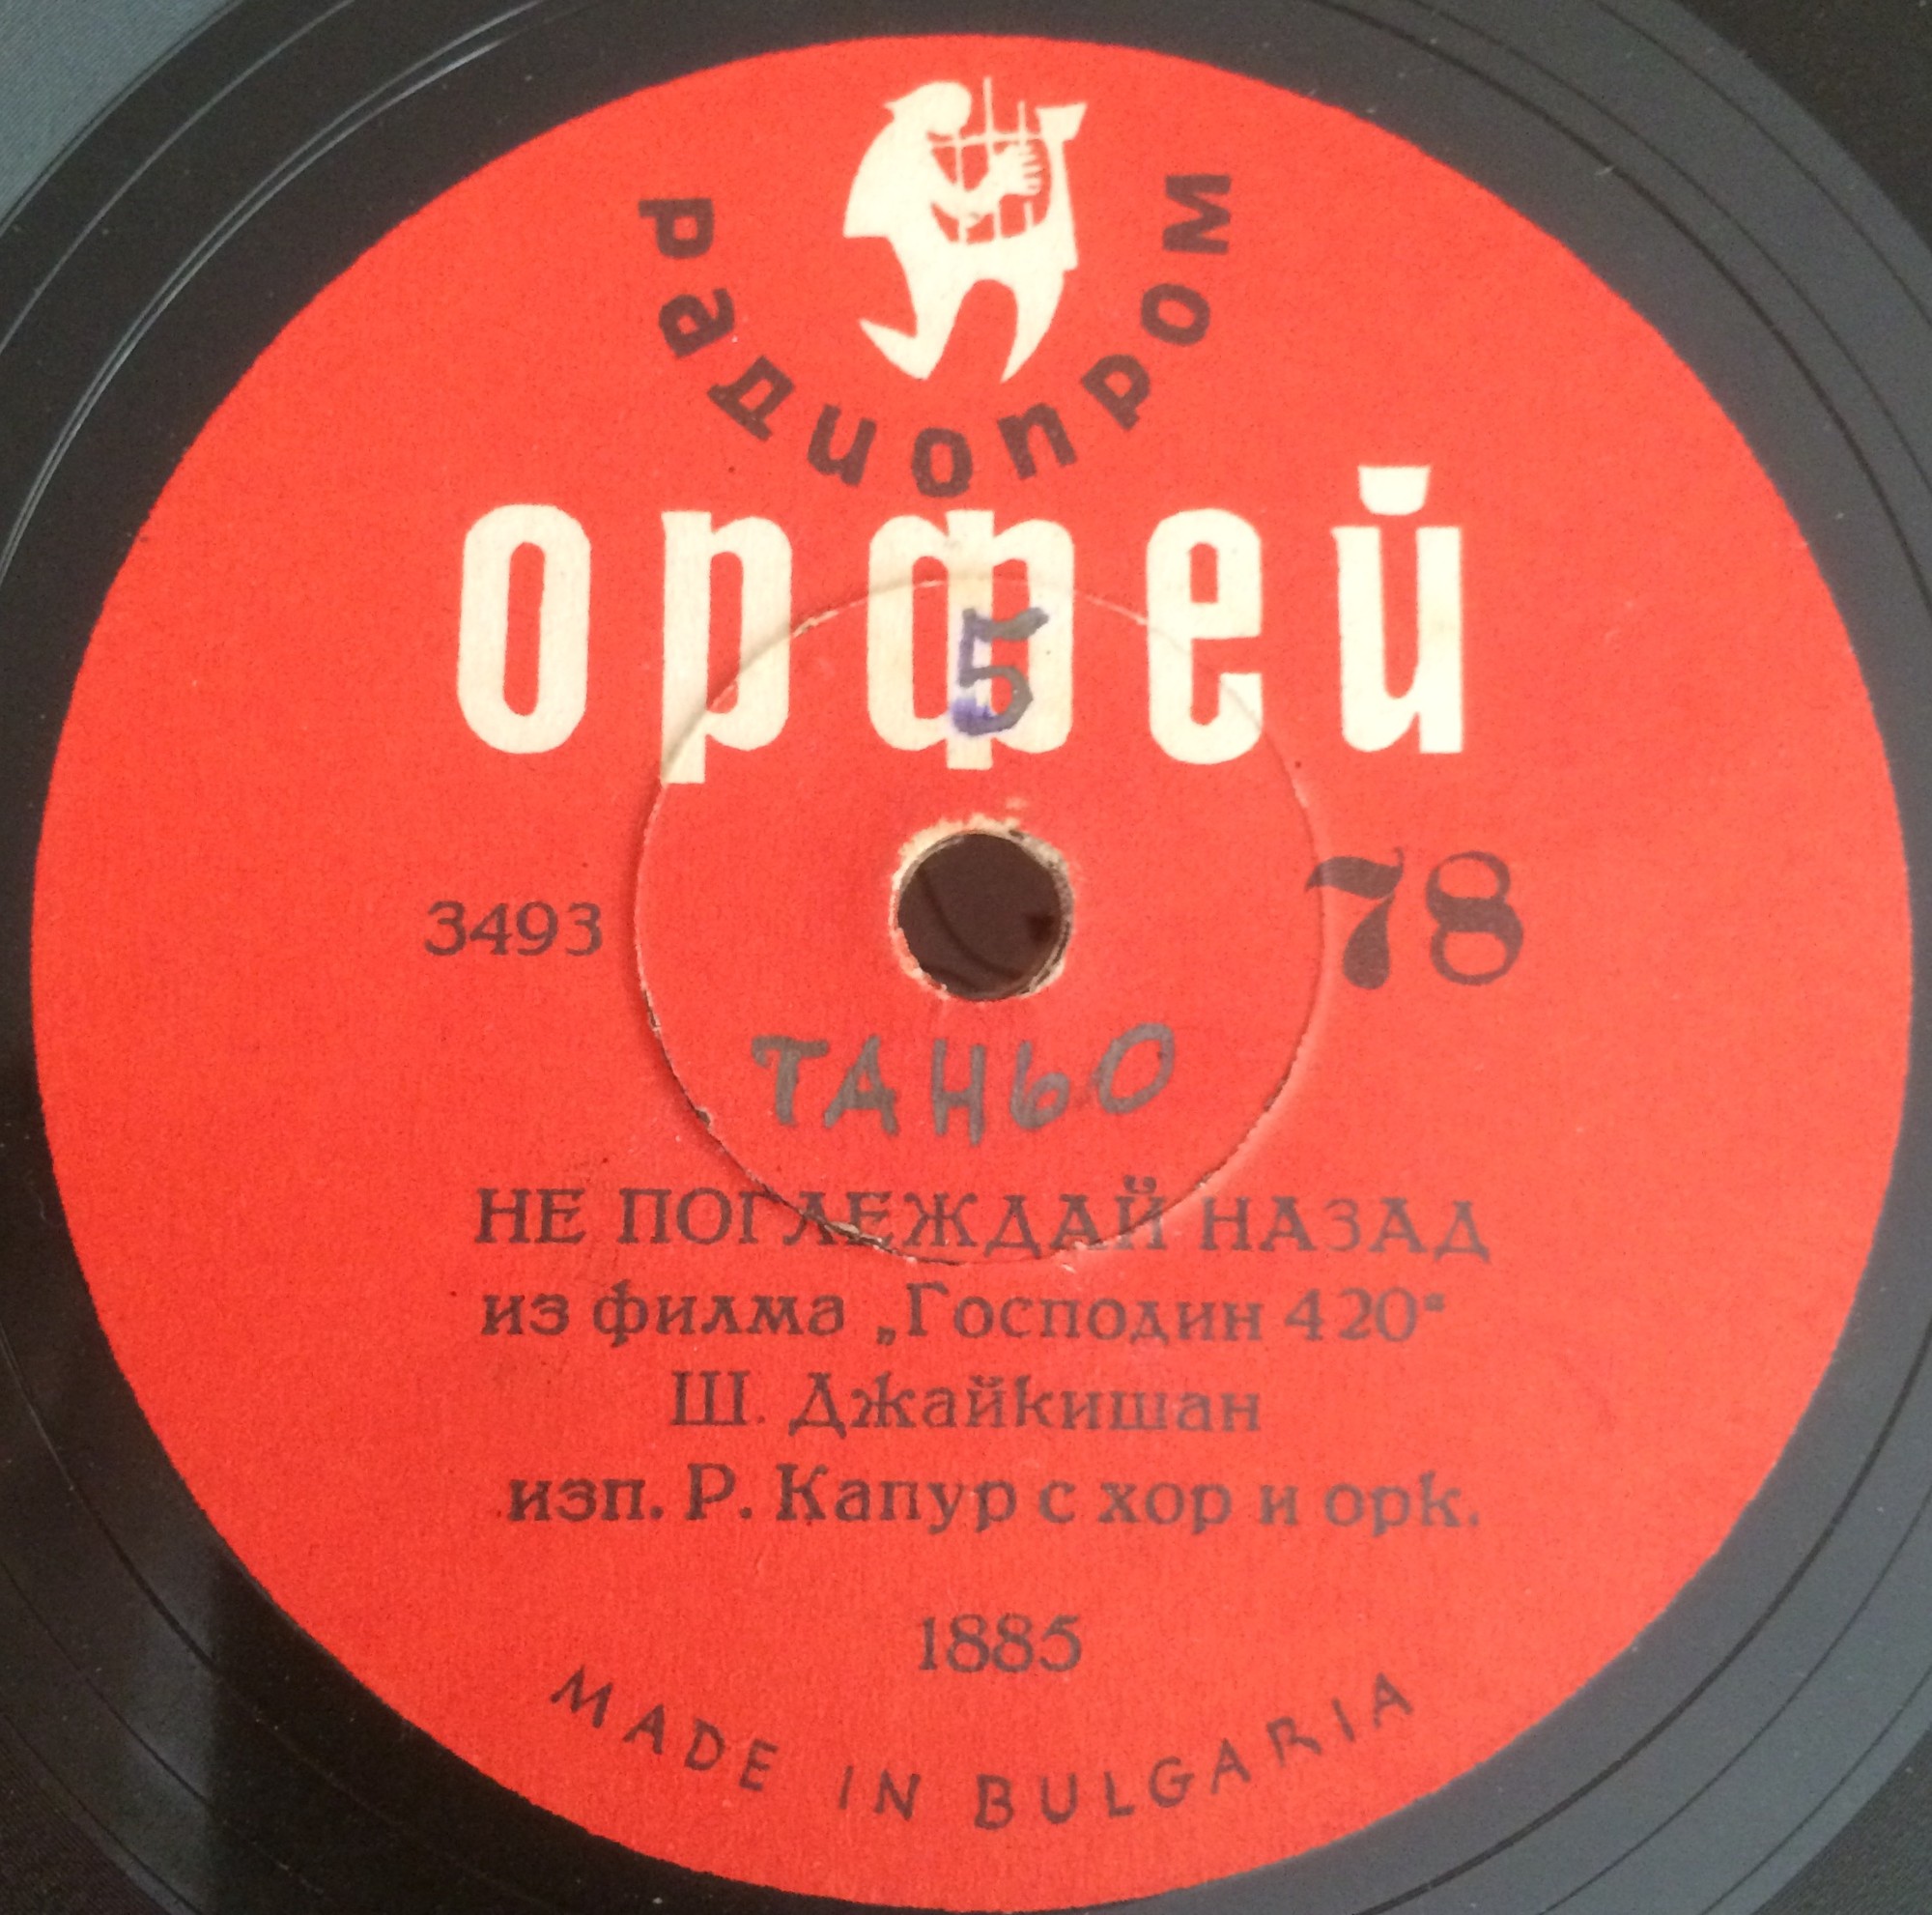 радиопром
орфей
5
3493
78
ТАНЬО
НЕ ПОГЛЕЖДАЙ НАЗАД
из филма „Господин 420"
Ш. Джайкишан
изп. Р. Капур с хор и орк.
1885
MADE IN BULGARIA